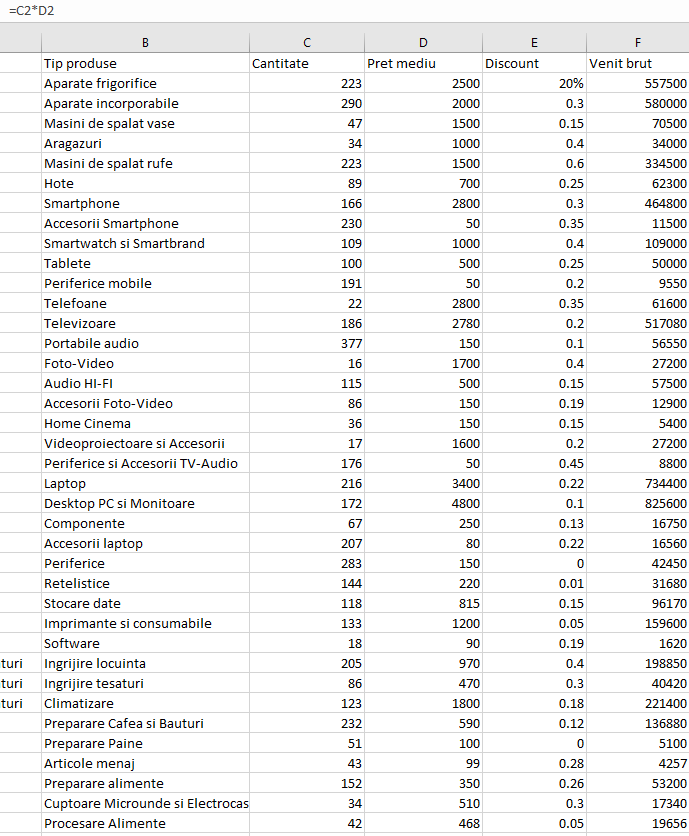 =C2*D2
B C D E F
Tip produse Cantitate Pret mediu Discount Venit brut
Aparate frigorifice 223 2500 20% 557500
Aparate incorporabile 290 2000 0.3 580000
Masini de spalat vase 47 1500 0.15 70500
Aragazuri 34 1000 0.4 34000
Masini de spalat rufe 223 1500 0.6 334500
Hote 89 700 0.25 62300
Smartphone 166 2800 0.3 464800
Accesorii Smartphone 230 50 0.35 11500
Smartwatch si Smartbrand 109 1000 0.4 109000
Tablete 100 500 0.25 50000
Periferice mobile 191 50 0.2 9550
Telefoane 22 2800 0.35 61600
Televizoare 186 2780 0.2 517080
Portabile audio 377 150 0.1 56550
Foto-Video 16 1700 0.4 27200
Audio HI-FI 115 500 0.15 57500
Accesorii Foto-Video 86 150 0.19 12900
Home Cinema 36 150 0.15 5400
Videoproiectoare si Accesorii 17 1600 0.2 27200
Periferice si Accesorii TV-Audio 176 50 0.45 8800
Laptop 216 3400 0.22 734400
Desktop PC si Monitoare 172 4800 0.1 825600
Componente 67 250 0.13 16750
Accesorii laptop 207 80 0.22 16560
Periferice 283 150 0 42450
Retelistice 144 220 0.01 31680
Stocare date 118 815 0.15 96170
Imprimante si consumabile 133 1200 0.05 159600
Software 18 90 0.19 1620
turi Ingrijire locuinta 205 970 0.4 198850
turi Ingrijire tesaturi 86 470 0.3 40420
turi Climatizare 123 1800 0.18 221400
Preparare Cafea si Bauturi 232 590 0.12 136880
Preparare Paine 51 100 0 5100
Articole menaj 43 99 0.28 4257
Preparare alimente 152 350 0.26 53200
Cuptoare Microunde si Electrocas 34 510 0.3 17340
Procesare Alimente 42 468 0.05 19656